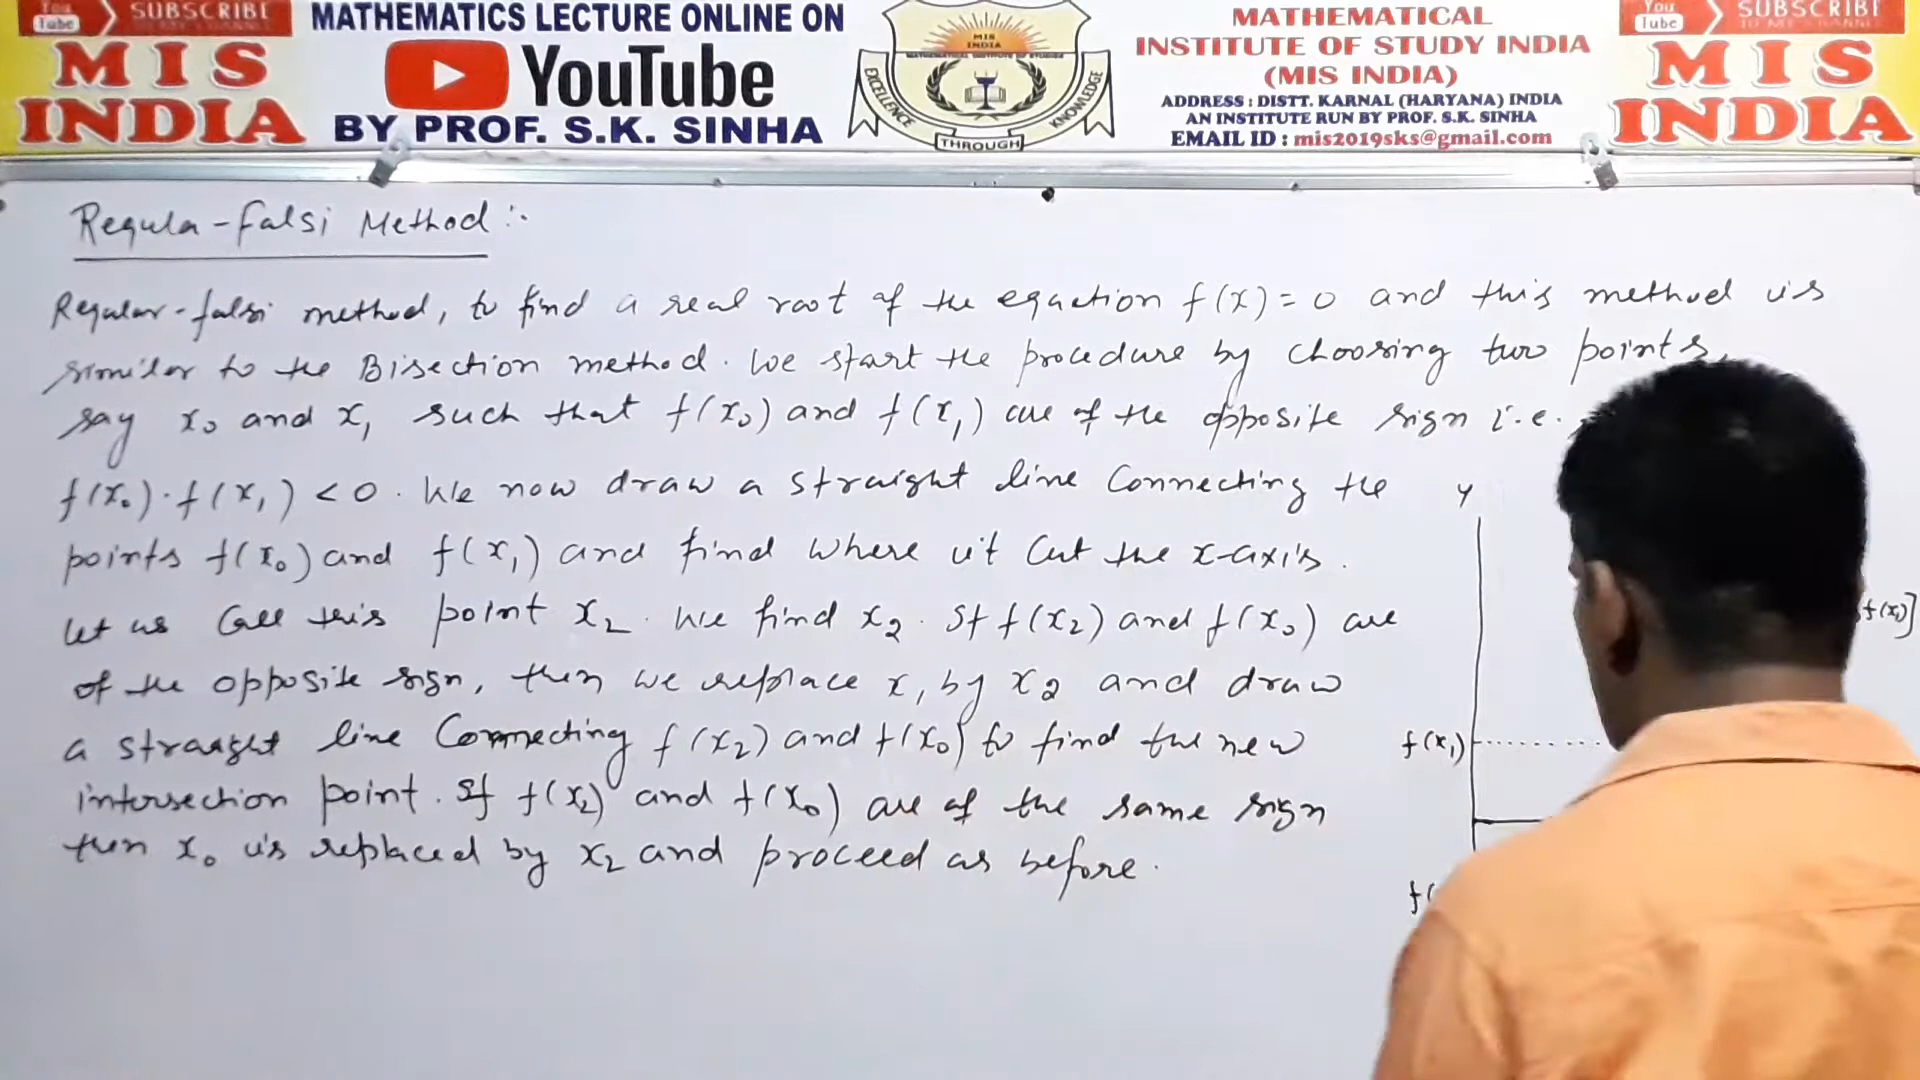 You Tube SUBSCRIBE
MIS
INDIA
MATHEMATICS LECTURE ONLINE ON
YouTube
BY PROF. S.K. SINHA
MIS
INDIA
EXCELLENCE
THROUGH
KNOWLEDGE
MATHEMATICAL
INSTITUTE OF STUDY INDIA
(MIS INDIA)
ADDRESS : DISTT. KARNAL (HARYANA) INDIA
AN INSTITUTE RUN BY PROF. S.K. SINHA
EMAIL ID : mis2019sks@gmail.com
You Tube SUBSCRIBE
MIS
INDIA
Regula-falsi Method :-
Regular-falsi method, to find a real root of the equation f(x)=0 and this method is
similar to the Bisection method. We start the procedure by choosing two points,
say x₀ and x₁ such that f(x₀) and f(x₁) are of the opposite sign i.e.
f(x₀)·f(x₁) <0. We now draw a straight line Connecting the
points f(x₀) and f(x₁) and find where it cut the x-axis.
let us call this point x₂. We find x₂. If f(x₂) and f(x₀) are
of the opposite sign, then we replace x₁ by x₂ and draw
a straight line Connecting f(x₂) and f(x₀) to find the new
intersection point. If f(x₂) and f(x₀) are of the same sign
then x₀ is replaced by x₂ and proceed as before.
Y
f(x₁)
f(